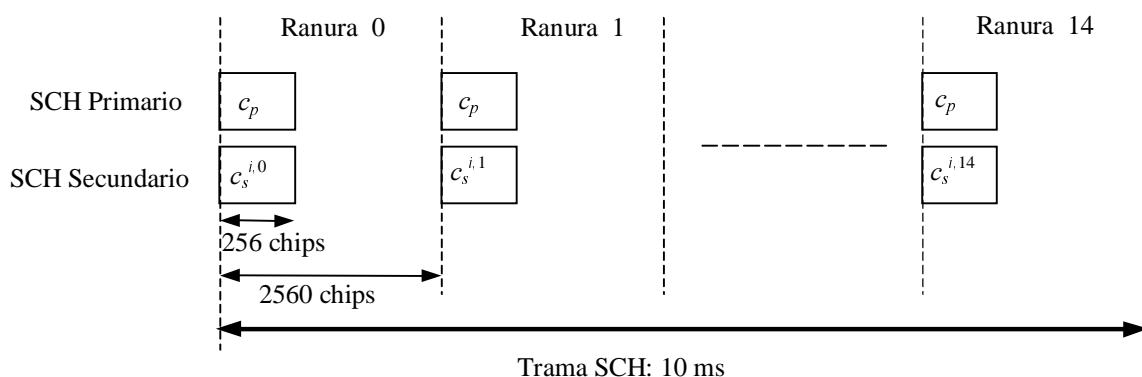 Ranura 0 Ranura 1 Ranura 14
SCH Primario c_p c_p c_p
SCH Secundario c_s^{i,0} c_s^{i,1} c_s^{i,14}
256 chips
2560 chips
Trama SCH: 10 ms